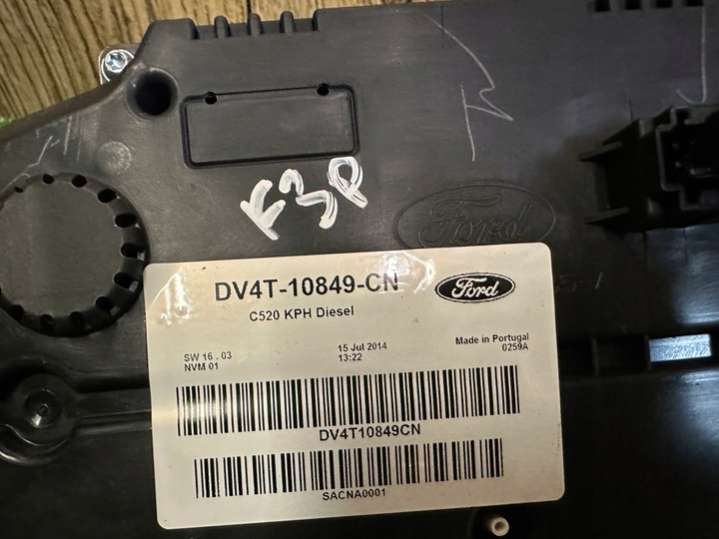 K3P
Ford
DV4T-10849-CN
Ford
C520 KPH Diesel
SW 16 . 03
15 Jul 2014
Made in Portugal
NVM 01
13:22
0259A
DV4T10849CN
SACNA0001